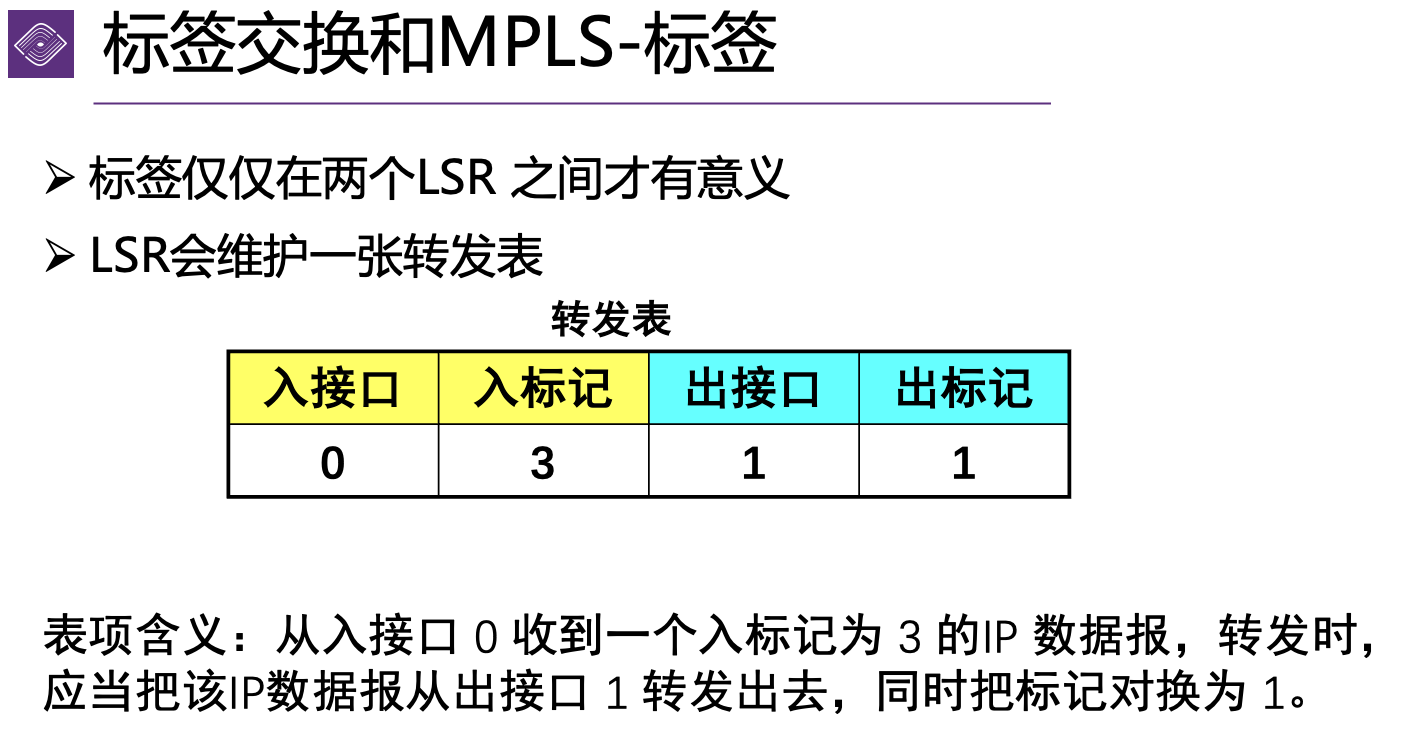 标签交换和MPLS-标签
标签仅仅在两个LSR 之间才有意义
LSR会维护一张转发表
转发表
入接口 入标记 出接口 出标记
0 3 1 1
表项含义：从入接口 0 收到一个入标记为 3 的IP 数据报，转发时，
应当把该IP数据报从出接口 1 转发出去，同时把标记对换为 1。